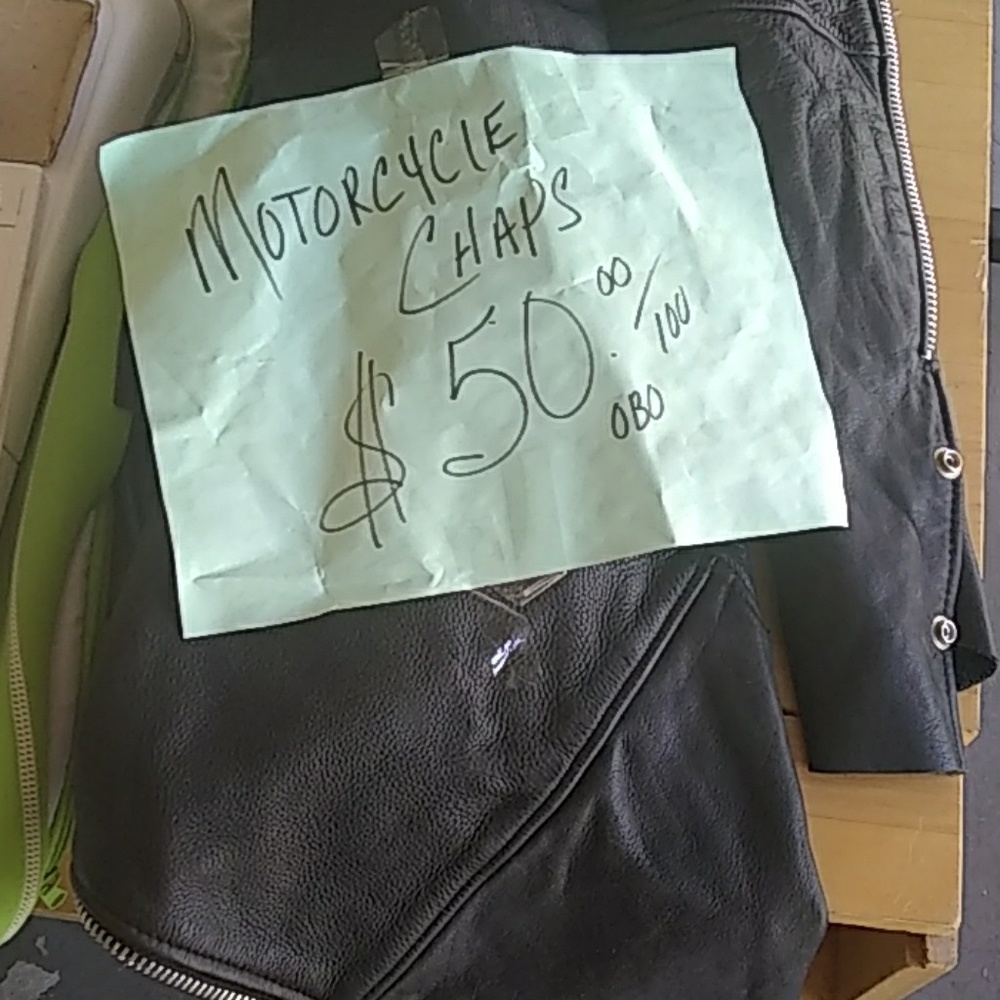 MOTORCYCLE
CHAPS
$50.00/100
OBO